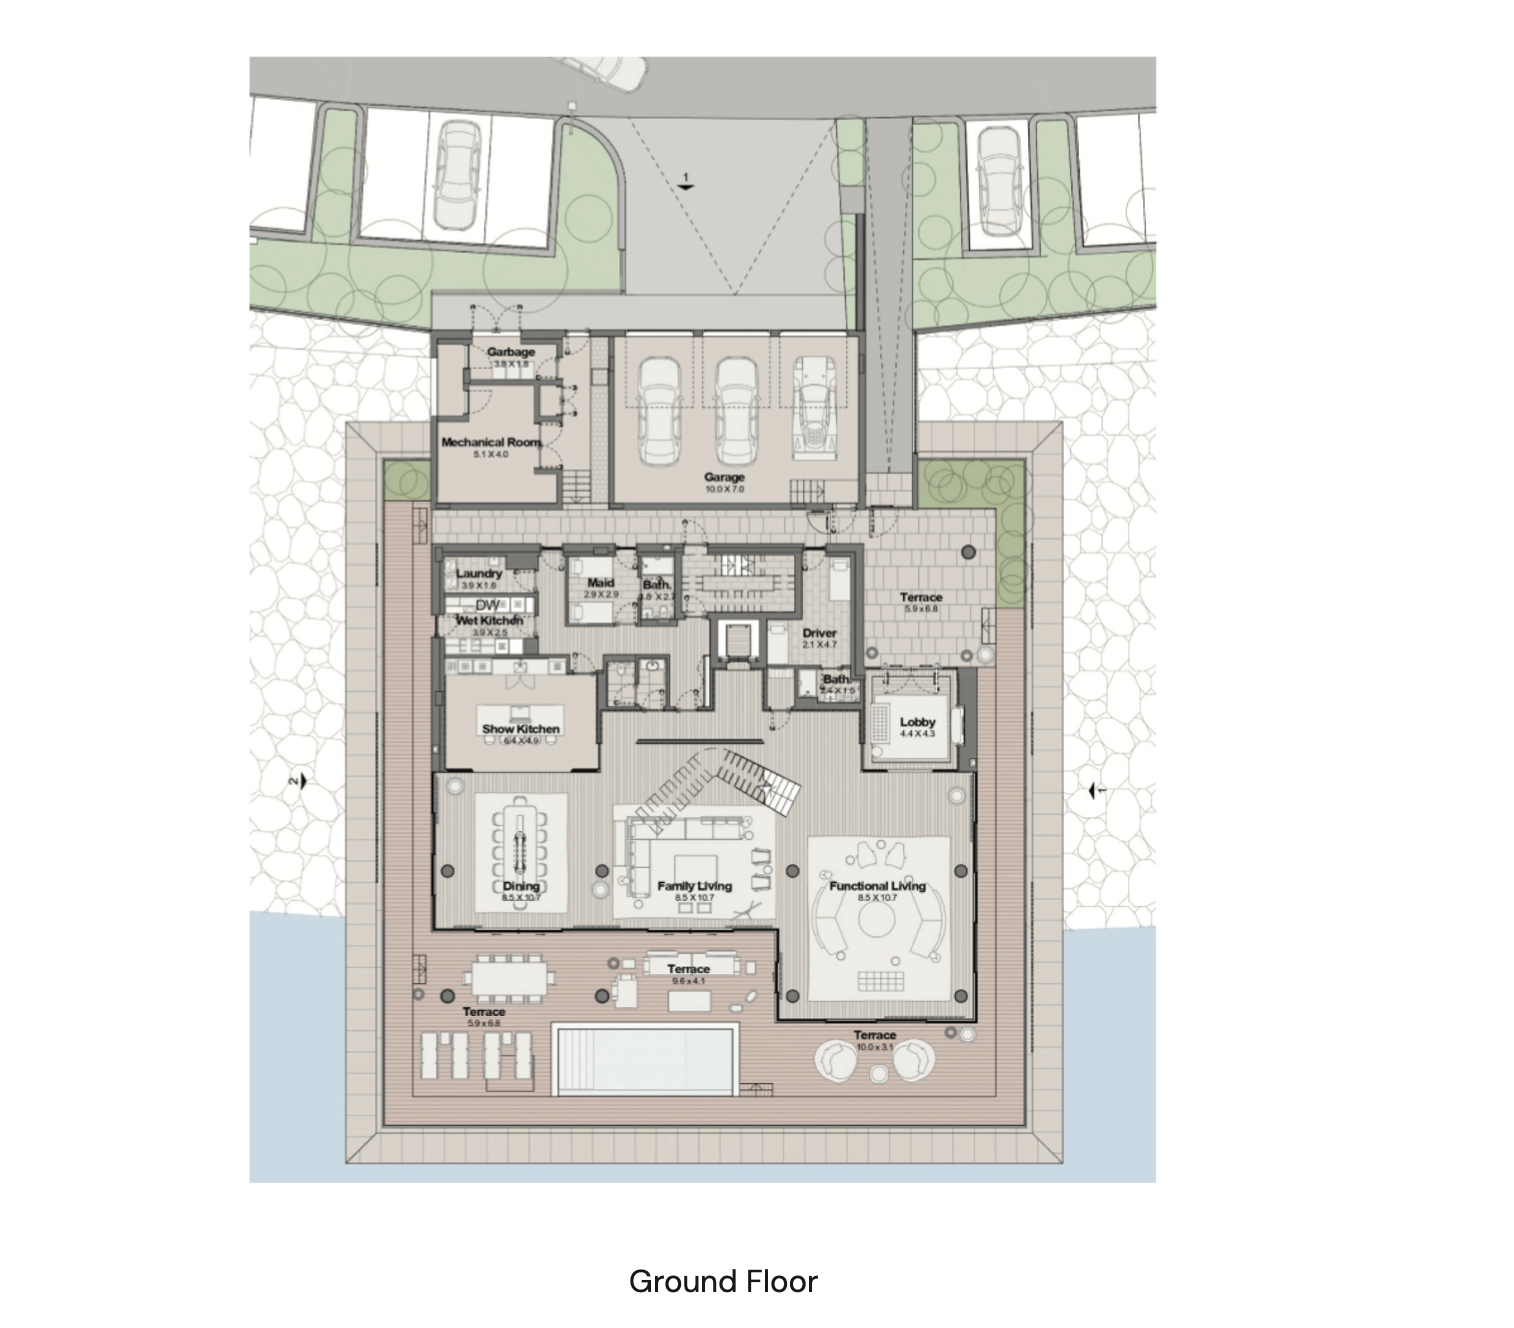 1
Garbage
3.8 X 1.8
Mechanical Room
5.1 X 4.0
Garage
10.0 X 7.0
Laundry
3.9 X 1.6
Maid
2.9 X 2.9
Bath.
DW
Wet Kitchen
3.9 X 2.5
Terrace
5.9 x 6.8
Driver
2.1 X 4.7
Bath.
Show Kitchen
6.4 X 4.9
Lobby
4.4 X 4.3
2
1
Dining
8.5 X 10.7
Family Living
8.5 X 10.7
Functional Living
8.5 X 10.7
Terrace
9.6 x 4.1
Terrace
5.9 x 6.8
Terrace
10.0 x 3.1
Ground Floor